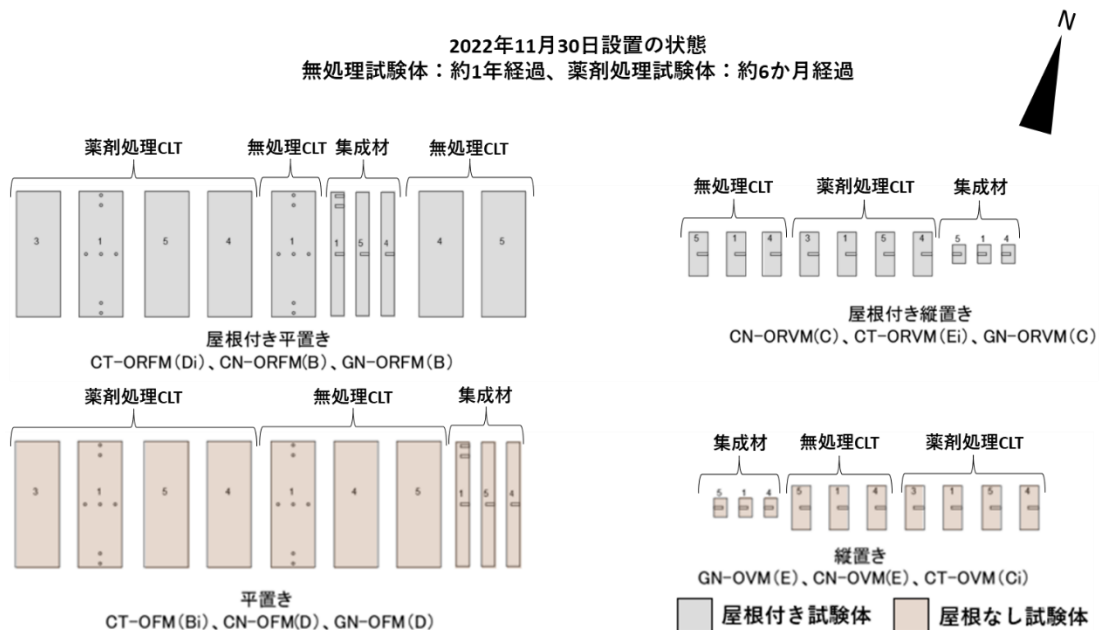 2022年11月30日設置の状態
無処理試験体：約1年経過、薬剤処理試験体：約6か月経過
N
薬剤処理CLT 無処理CLT 集成材 無処理CLT
3 1 5 4 1 1 5 4 4 5
屋根付き平置き
CT-ORFM(Di)、CN-ORFM(B)、GN-ORFM(B)
無処理CLT 薬剤処理CLT 集成材
5 1 4 3 1 5 4 5 1 4
屋根付き縦置き
CN-ORVM(C)、CT-ORVM(Ei)、GN-ORVM(C)
薬剤処理CLT 無処理CLT 集成材
3 1 5 4 1 4 5 1 5 4
平置き
CT-OFM(Bi)、CN-OFM(D)、GN-OFM(D)
集成材 無処理CLT 薬剤処理CLT
5 1 4 5 1 4 3 1 5 4
縦置き
GN-OVM(E)、CN-OVM(E)、CT-OVM(Ci)
屋根付き試験体 屋根なし試験体